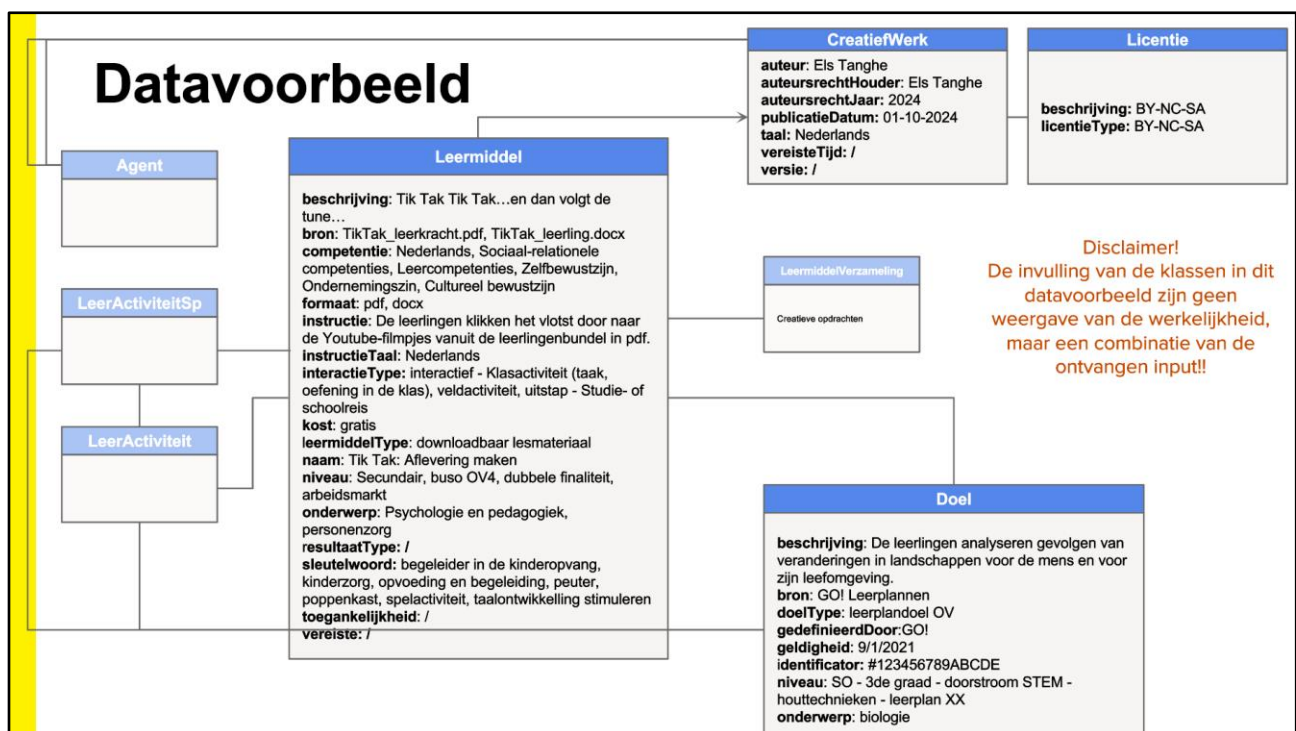 Datavoorbeeld
CreatiefWerk
auteur: Els Tanghe
auteursrechtHouder: Els Tanghe
auteursrechtJaar: 2024
publicatieDatum: 01-10-2024
taal: Nederlands
vereisteTijd: /
versie: /
Licentie
beschrijving: BY-NC-SA
licentieType: BY-NC-SA
Agent
LeerActiviteitSp
LeerActiviteit
Leermiddel
beschrijving: Tik Tak Tik Tak…en dan volgt de
tune…
bron: TikTak_leerkracht.pdf, TikTak_leerling.docx
competentie: Nederlands, Sociaal-relationele
competenties, Leercompetenties, Zelfbewustzijn,
Ondernemingszin, Cultureel bewustzijn
formaat: pdf, docx
instructie: De leerlingen klikken het vlotst door naar
de Youtube-filmpjes vanuit de leerlingenbundel in pdf.
instructieTaal: Nederlands
interactieType: interactief - Klasactiviteit (taak,
oefening in de klas), veldactiviteit, uitstap - Studie- of
schoolreis
kost: gratis
leermiddelType: downloadbaar lesmateriaal
naam: Tik Tak: Aflevering maken
niveau: Secundair, buso OV4, dubbele finaliteit,
arbeidsmarkt
onderwerp: Psychologie en pedagogiek,
personenzorg
resultaatType: /
sleutelwoord: begeleider in de kinderopvang,
kinderzorg, opvoeding en begeleiding, peuter,
poppenkast, spelactiviteit, taalontwikkelling stimuleren
toegankelijkheid: /
vereiste: /
LeermiddelVerzameling
Creatieve opdrachten
Disclaimer!
De invulling van de klassen in dit
datavoorbeeld zijn geen
weergave van de werkelijkheid,
maar een combinatie van de
ontvangen input!!
Doel
beschrijving: De leerlingen analyseren gevolgen van
veranderingen in landschappen voor de mens en voor
zijn leefomgeving.
bron: GO! Leerplannen
doelType: leerplandoel OV
gedefinieerdDoor:GO!
geldigheid: 9/1/2021
identificator: #123456789ABCDE
niveau: SO - 3de graad - doorstroom STEM -
houttechnieken - leerplan XX
onderwerp: biologie